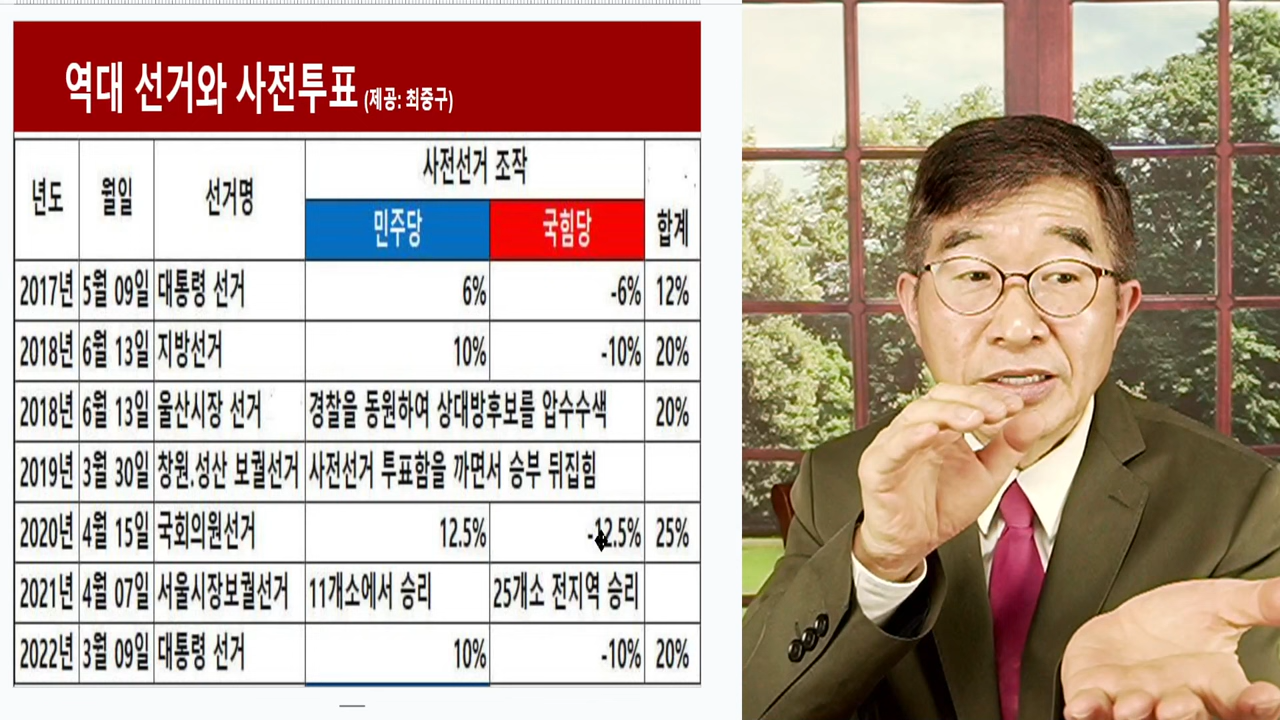 역대 선거와 사전투표 (제공: 최중구)
년도 월일 선거명 사전선거 조작 합계
민주당 국힘당
2017년 5월 09일 대통령 선거 6% -6% 12%
2018년 6월 13일 지방선거 10% -10% 20%
2018년 6월 13일 울산시장 선거 경찰을 동원하여 상대방후보를 압수수색 20%
2019년 3월 30일 창원.성산 보궐선거 사전선거 투표함을 까면서 승부 뒤집힘
2020년 4월 15일 국회의원선거 12.5% -12.5% 25%
2021년 4월 07일 서울시장보궐선거 11개소에서 승리 25개소 전지역 승리
2022년 3월 09일 대통령 선거 10% -10% 20%